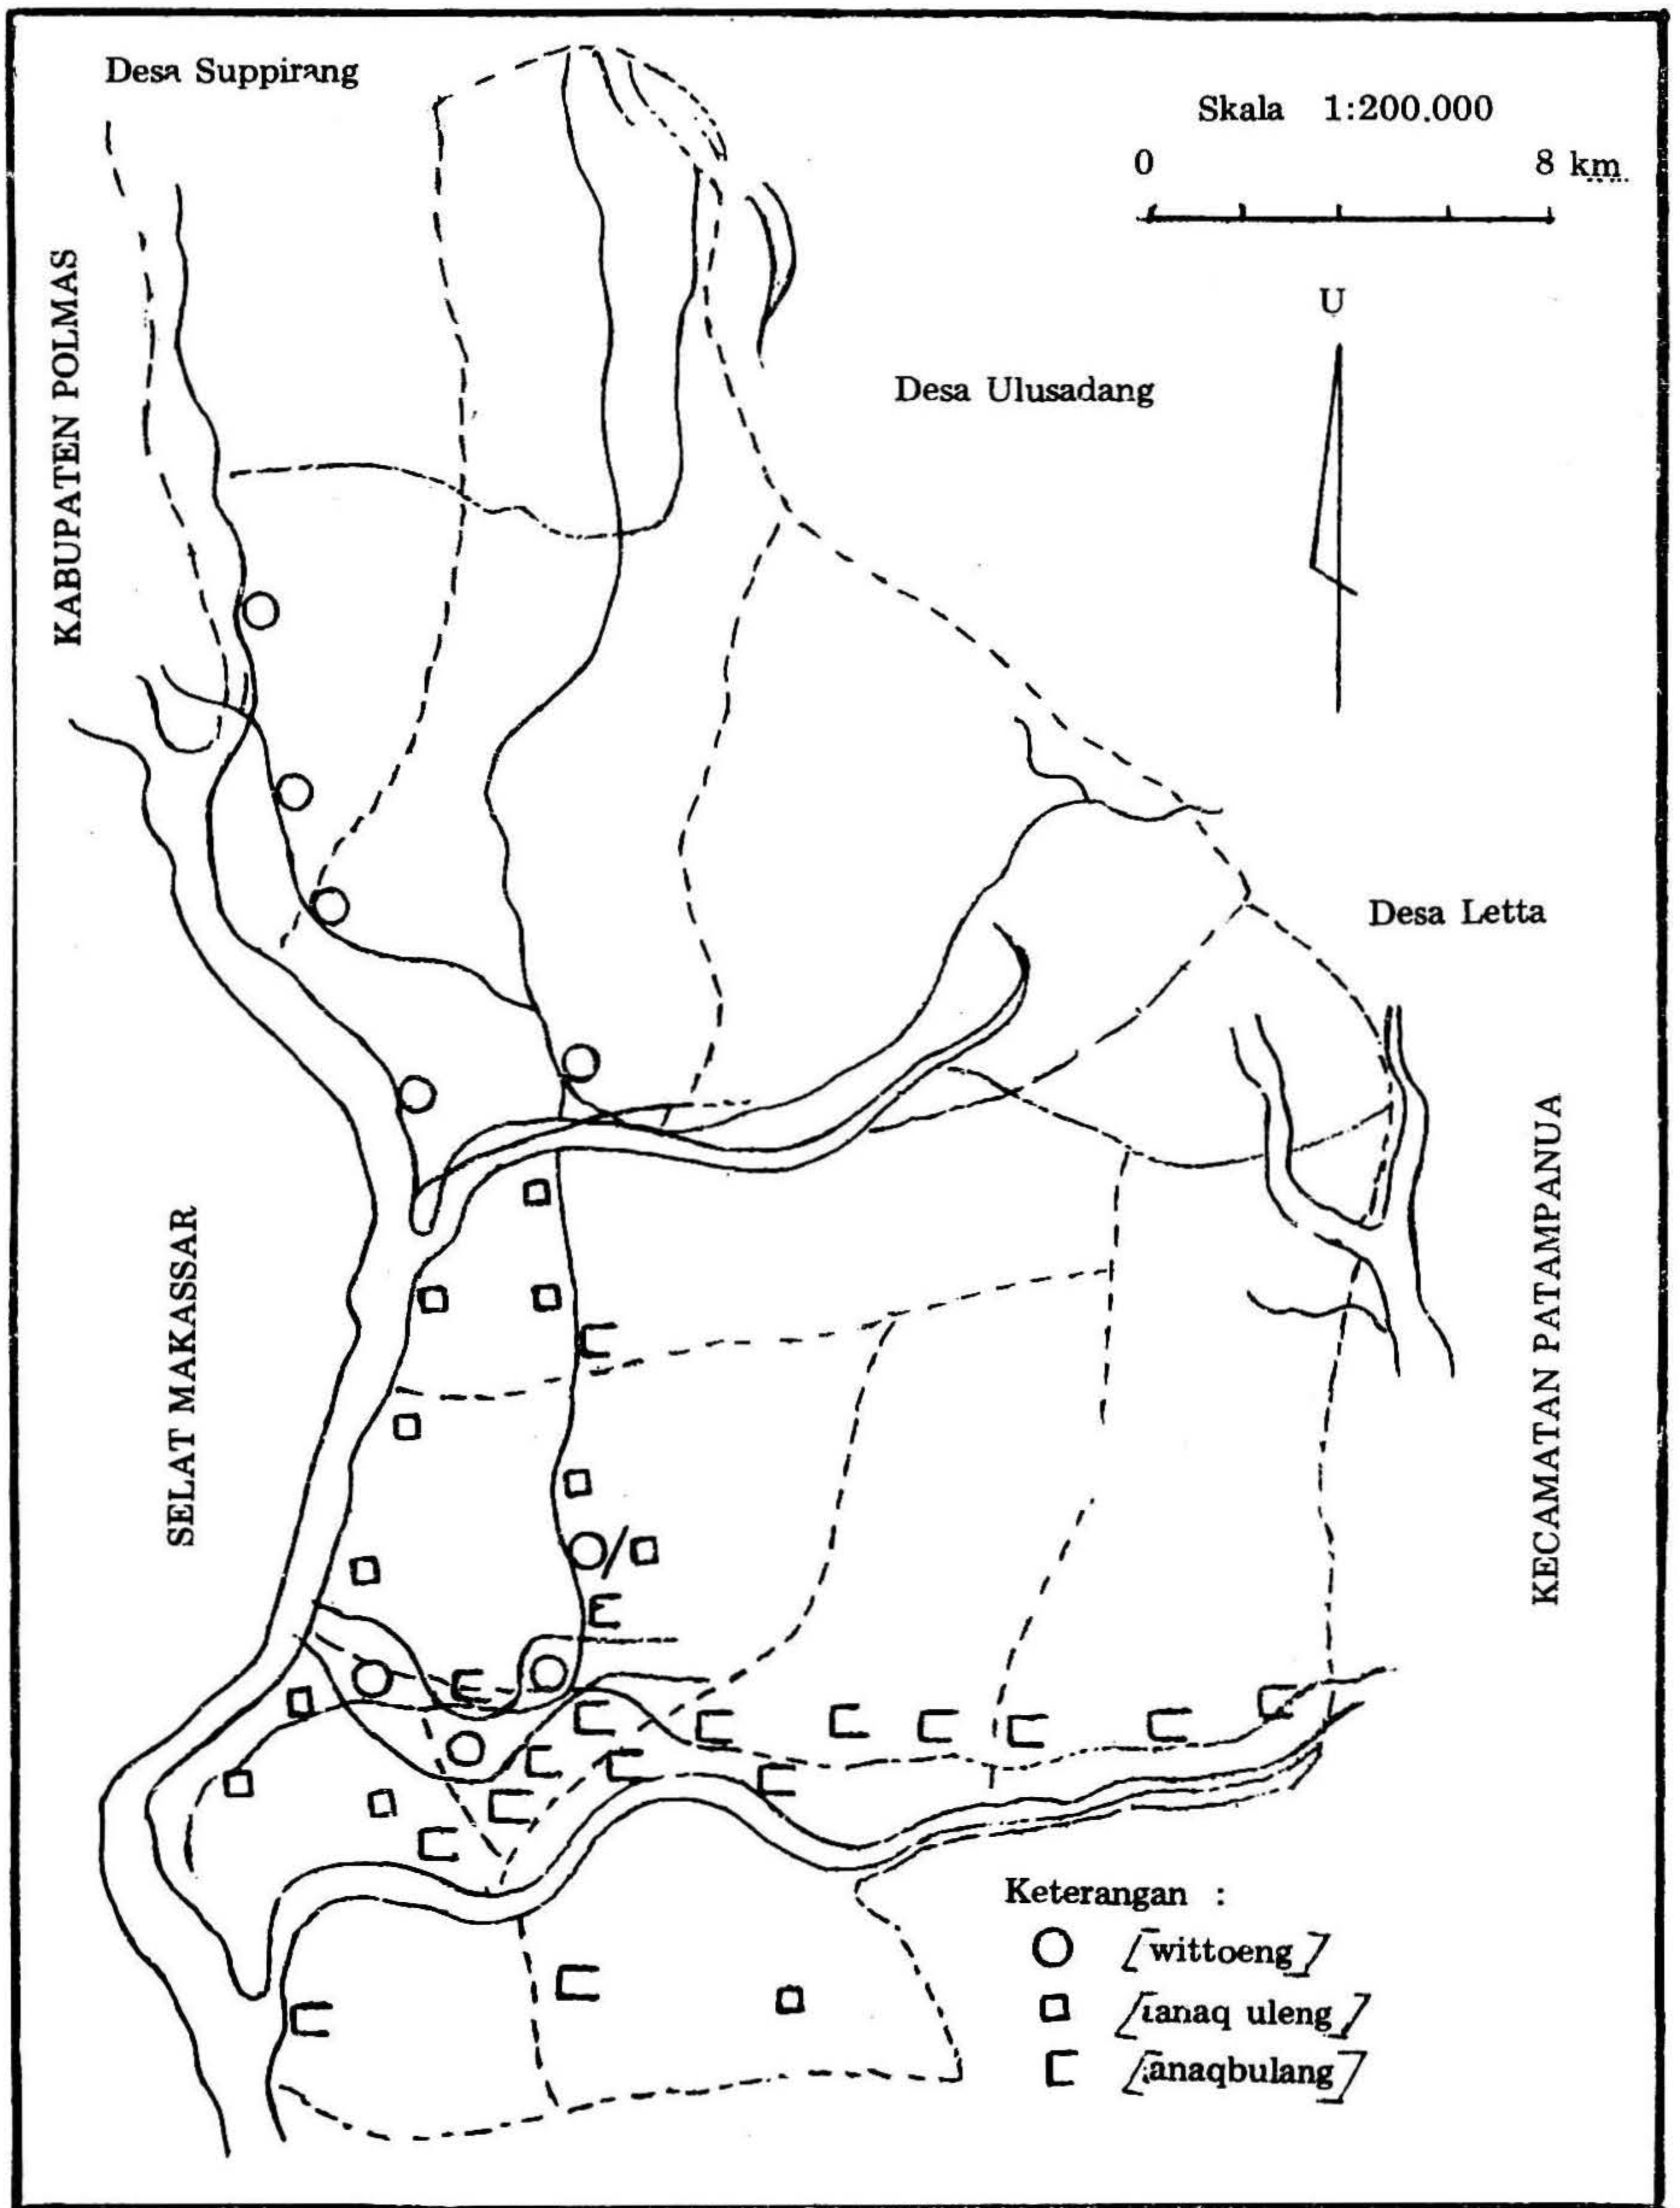 Desa Suppirang
Skala 1:200.000
0 8 km
U
KABUPATEN POLMAS
Desa Ulusadang
Desa Letta
SELAT MAKASSAR
KECAMATAN PATAMPANUA
Keterangan :
[wittoeng]
[anaq uleng]
[anaqbulang]